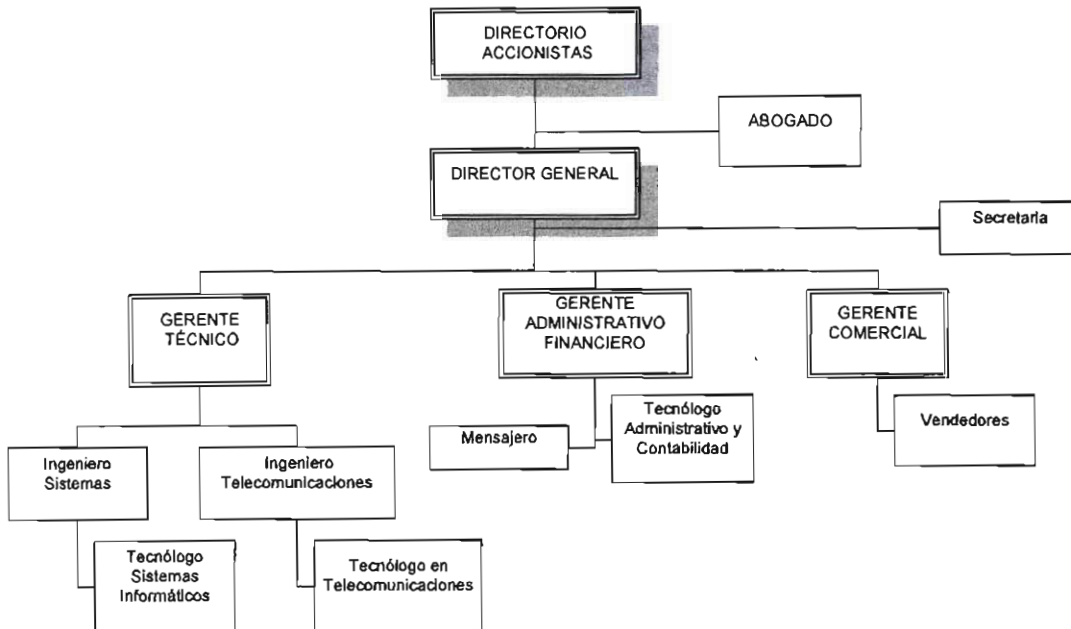 DIRECTORIO
ACCIONISTAS
ABOGADO
DIRECTOR GENERAL
Secretaria
GERENTE
TÉCNICO
GERENTE
ADMINISTRATIVO
FINANCIERO
GERENTE
COMERCIAL
Mensajero
Tecnólogo
Administrativo y
Contabilidad
Vendedores
Ingeniero
Sistemas
Ingeniero
Telecomunicaciones
Tecnólogo
Sistemas
Informáticos
Tecnólogo en
Telecomunicaciones